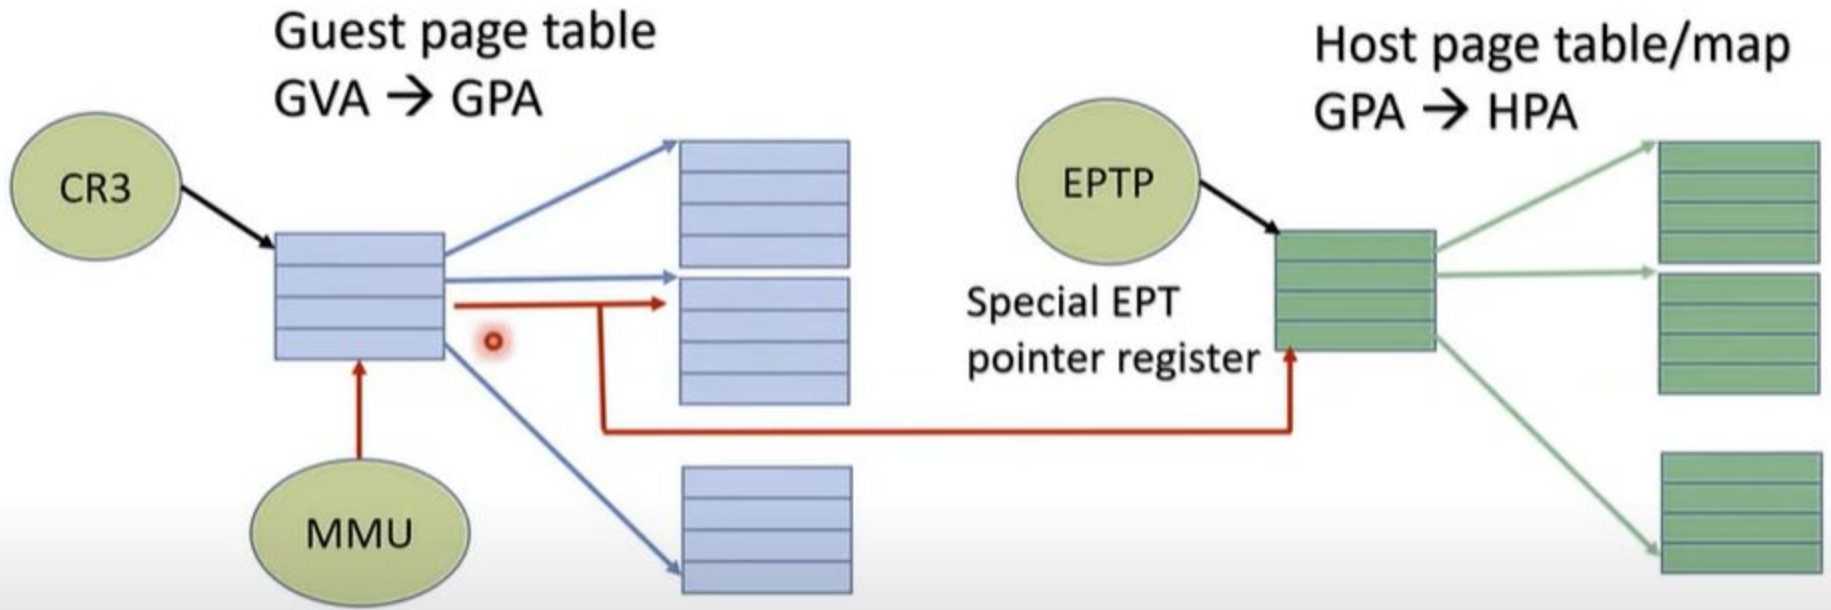 Guest page table
GVA → GPA
CR3
MMU
Host page table/map
GPA → HPA
EPTP
Special EPT
pointer register